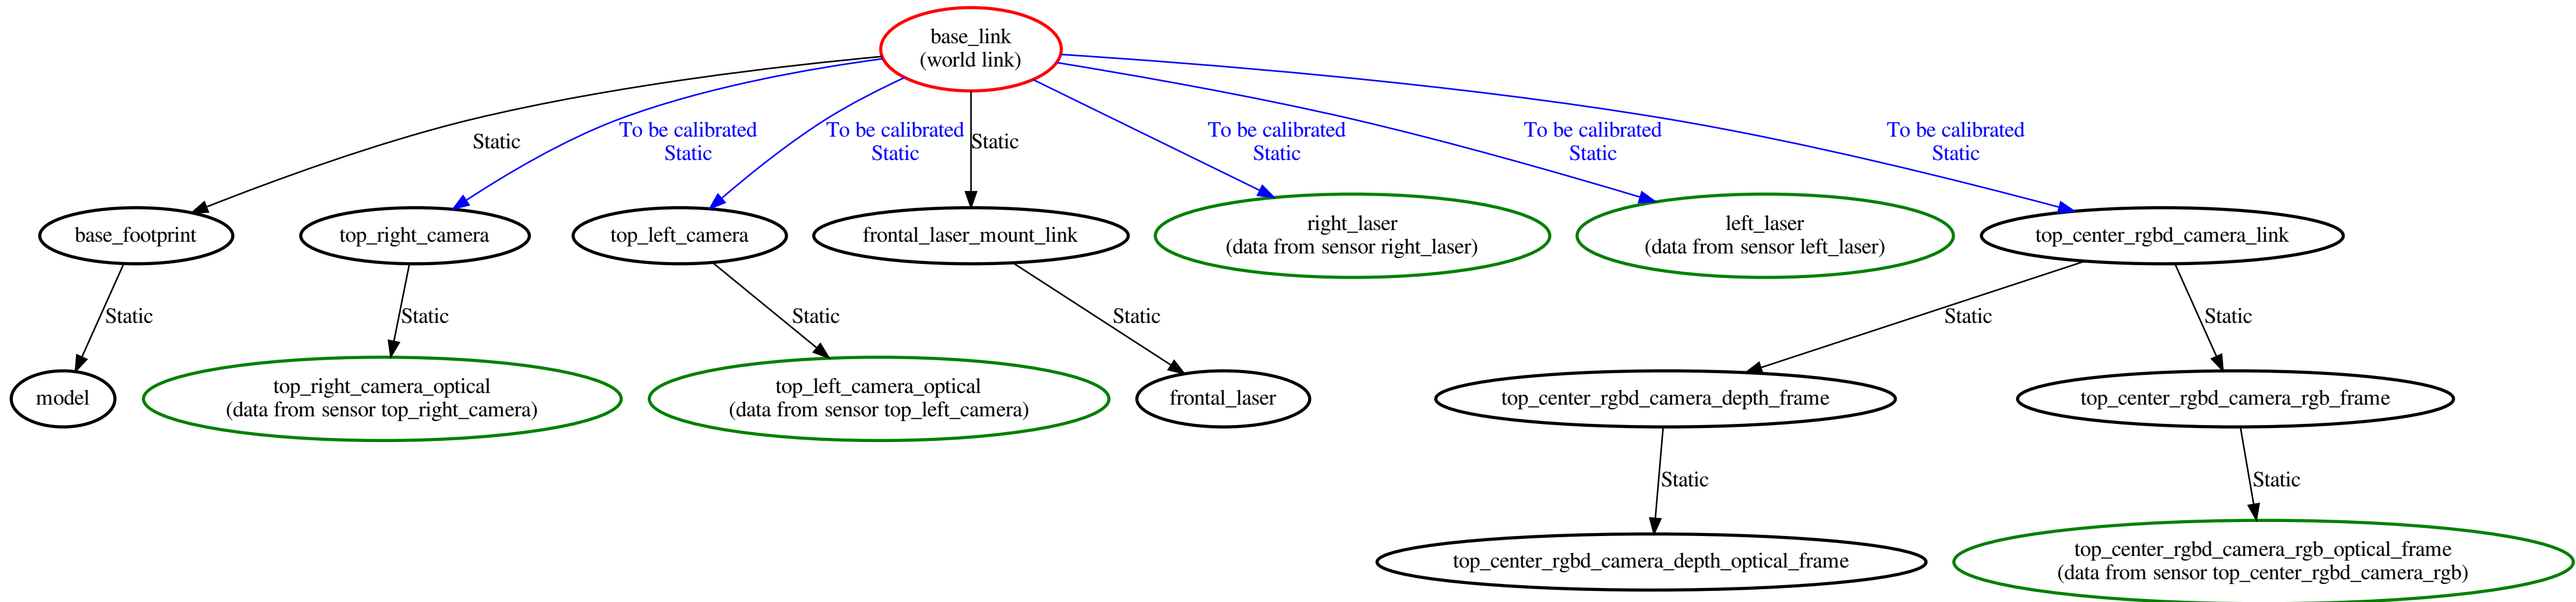 base_link
(world link)
Static
To be calibrated
Static
To be calibrated
Static
Static
To be calibrated
Static
To be calibrated
Static
To be calibrated
Static
base_footprint
top_right_camera
top_left_camera
frontal_laser_mount_link
right_laser
(data from sensor right_laser)
left_laser
(data from sensor left_laser)
top_center_rgbd_camera_link
Static
Static
Static
Static
Static
Static
model
top_right_camera_optical
(data from sensor top_right_camera)
top_left_camera_optical
(data from sensor top_left_camera)
frontal_laser
top_center_rgbd_camera_depth_frame
top_center_rgbd_camera_rgb_frame
Static
Static
top_center_rgbd_camera_depth_optical_frame
top_center_rgbd_camera_rgb_optical_frame
(data from sensor top_center_rgbd_camera_rgb)